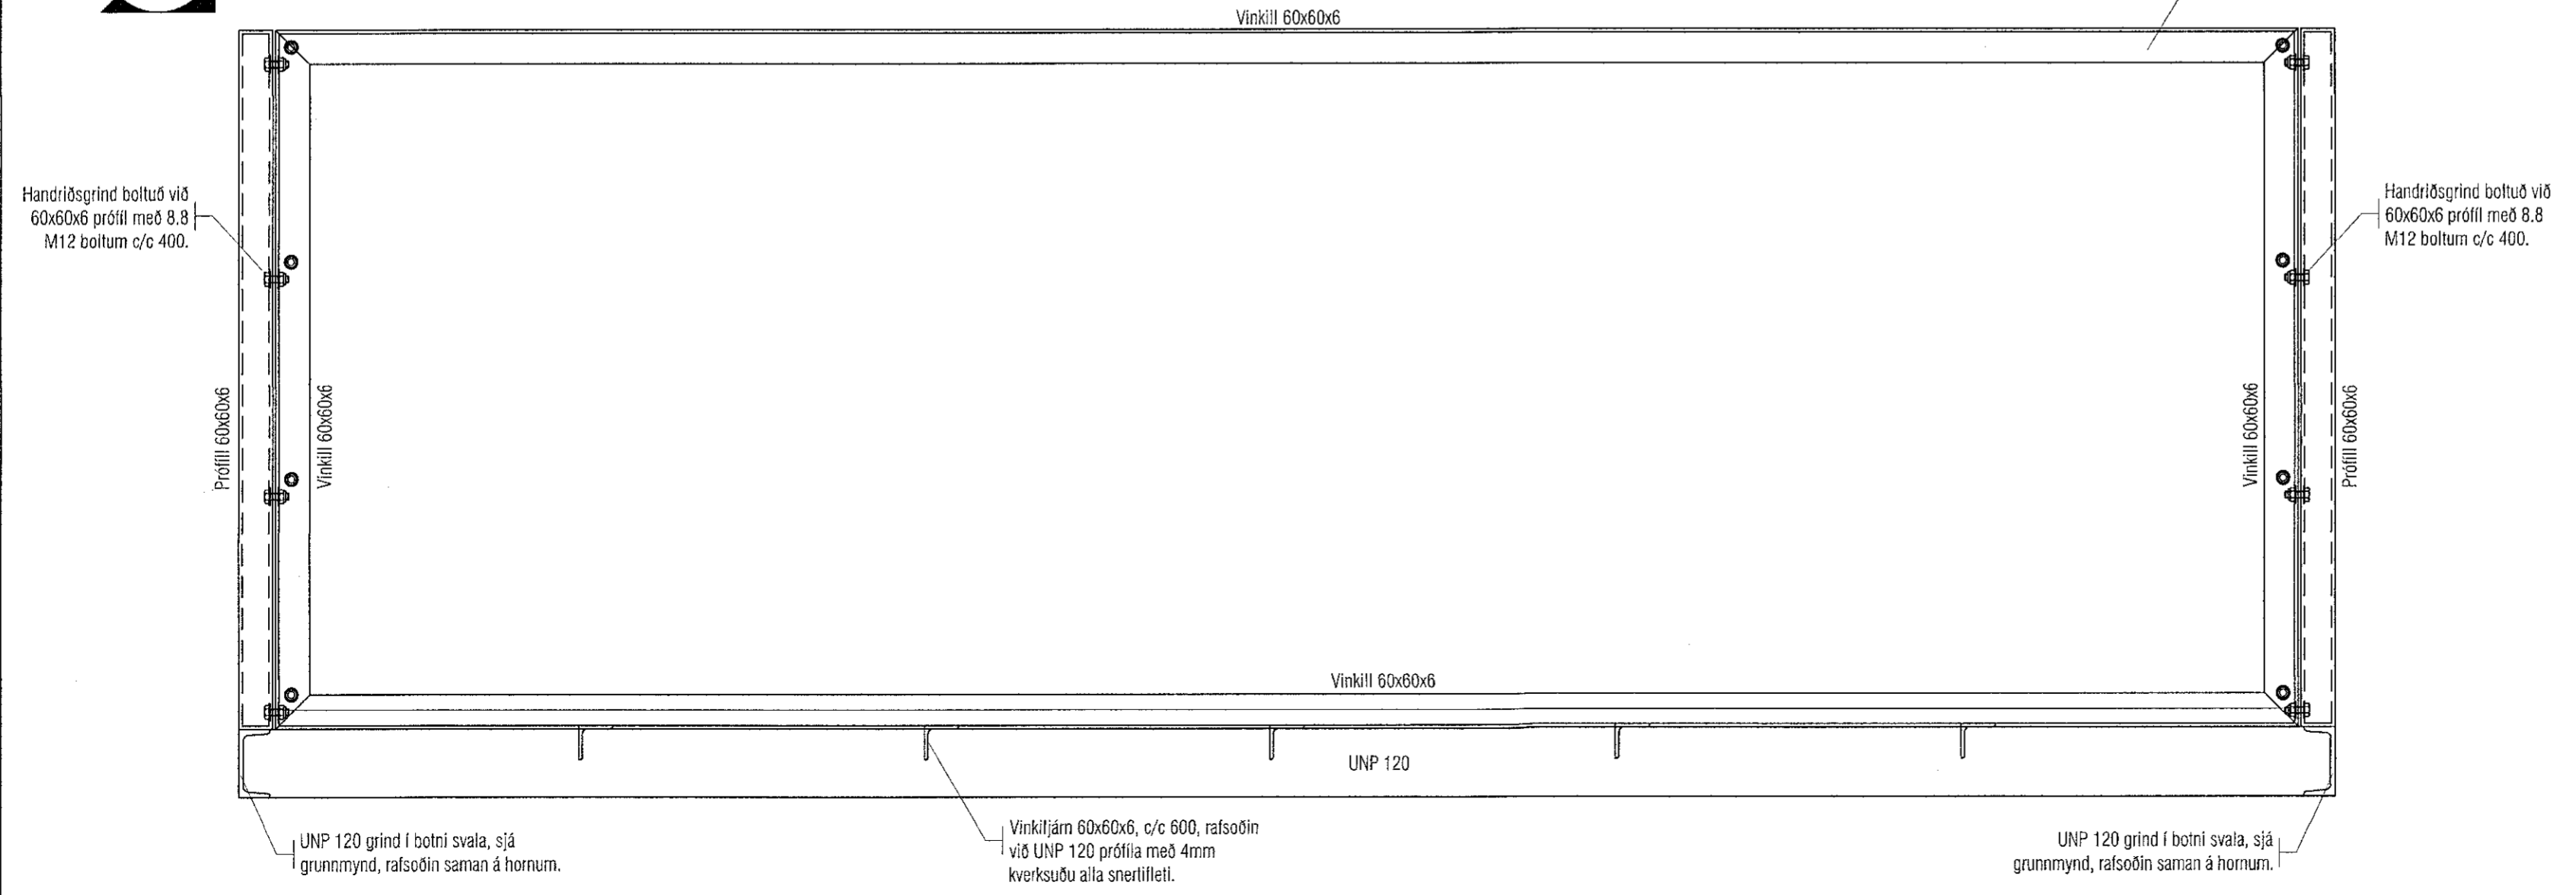 Vinkill 60x60x6
Handriðsgrind boltuð við
60x60x6 prófíl með 8.8
M12 boltum c/c 400.
Handriðsgrind boltuð við
60x60x6 prófíl með 8.8
M12 boltum c/c 400.
Prófíll 60x60x6
Vinkill 60x60x6
Vinkill 60x60x6
Prófíll 60x60x6
Vinkill 60x60x6
UNP 120
UNP 120 grind í botni svala, sjá
grunnmynd, rafsoðin saman á hornum.
Vinkiljárn 60x60x6, c/c 600, rafsoðin
við UNP 120 prófíla með 4mm
kverksuðu alla snertifleti.
UNP 120 grind í botni svala, sjá
grunnmynd, rafsoðin saman á hornum.